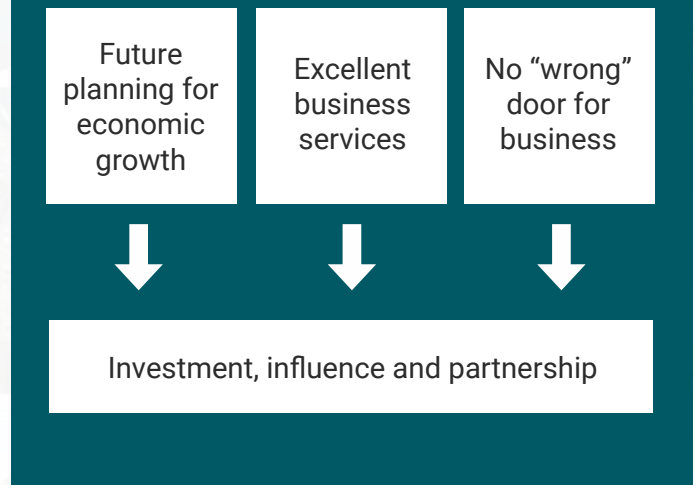 Future
planning for
economic
growth
Excellent
business
services
No “wrong”
door for
business
Investment, influence and partnership